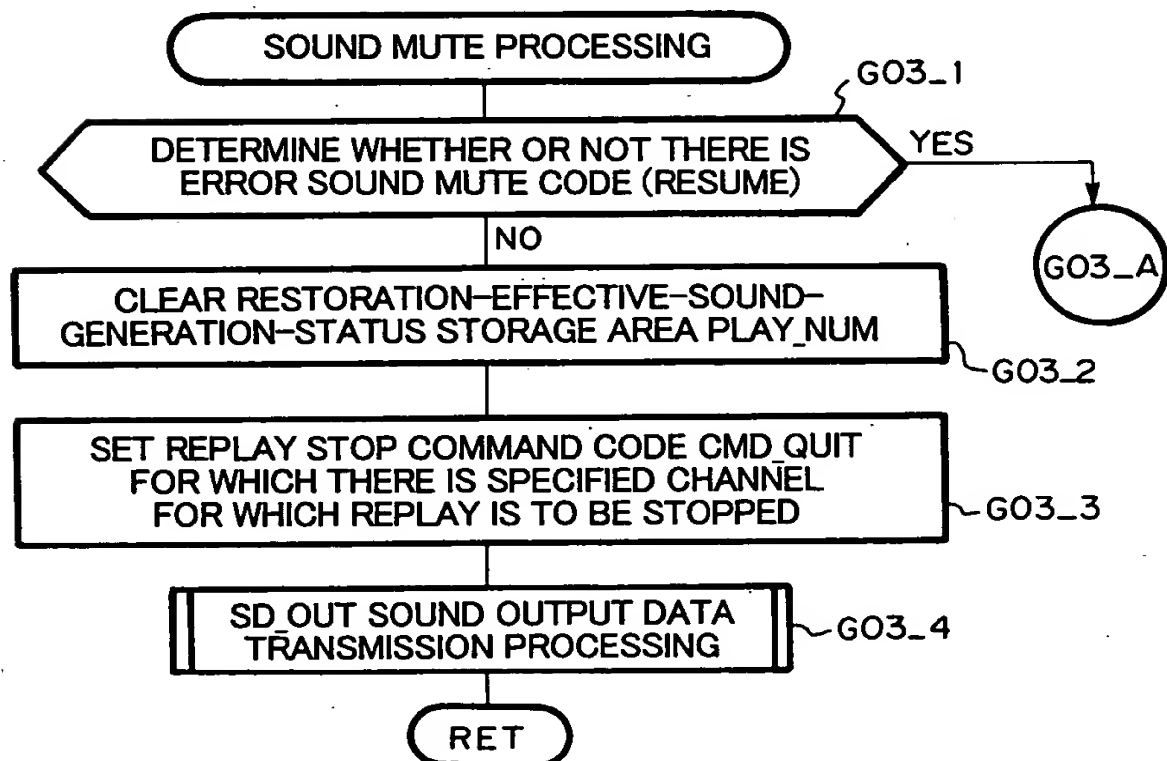 SOUND MUTE PROCESSING
G03_1
DETERMINE WHETHER OR NOT THERE IS
ERROR SOUND MUTE CODE (RESUME)
YES
NO
G03_A
CLEAR RESTORATION-EFFECTIVE-SOUND-
GENERATION-STATUS STORAGE AREA PLAY_NUM
G03_2
SET REPLAY STOP COMMAND CODE CMD_QUIT
FOR WHICH THERE IS SPECIFIED CHANNEL
FOR WHICH REPLAY IS TO BE STOPPED
G03_3
SD_OUT SOUND OUTPUT DATA
TRANSMISSION PROCESSING
G03_4
RET